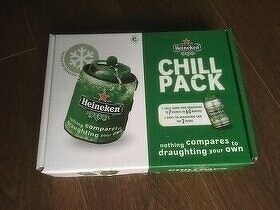 Heineken
CHILL
PACK
Heineken
nothing compares to
draughting your own
nothing compares to
draughting your own